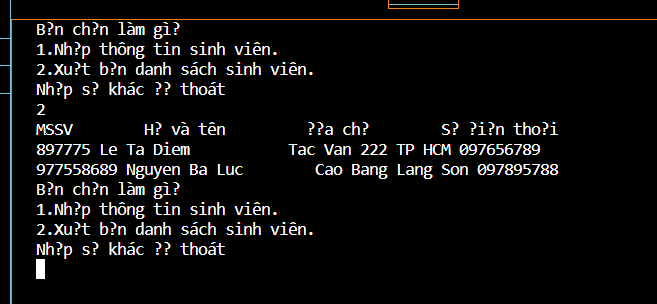 B?n ch?n làm gì?
1.Nh?p thông tin sinh viên.
2.Xu?t b?n danh sách sinh viên.
Nh?p s? khác ?? thoát
2
MSSV H? và tên ??a ch? S? ?i?n tho?i
897775 Le Ta Diem Tac Van 222 TP HCM 097656789
977558689 Nguyen Ba Luc Cao Bang Lang Son 097895788
B?n ch?n làm gì?
1.Nh?p thông tin sinh viên.
2.Xu?t b?n danh sách sinh viên.
Nh?p s? khác ?? thoát